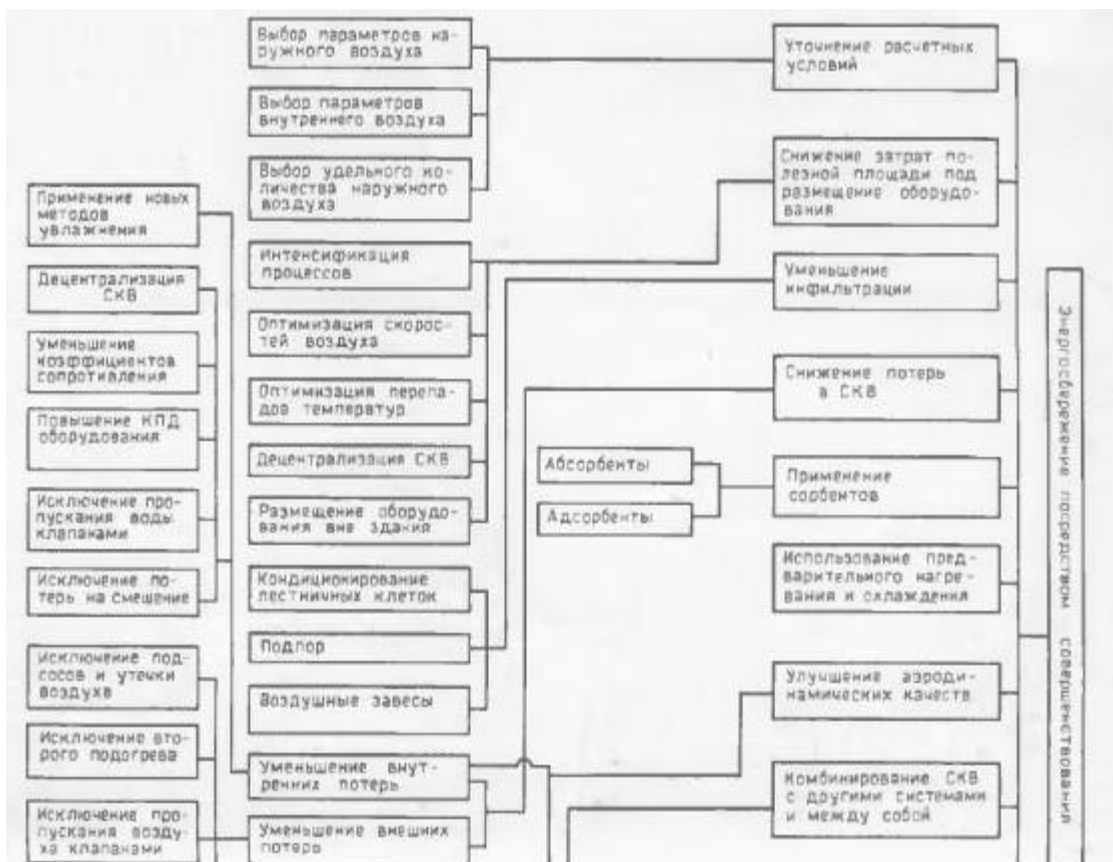 Выбор параметров на-
ружного воздуха
Выбор параметров
внутреннего воздуха
Выбор удельного ко-
личества наружного
воздуха
Интенсификация
процессов
Оптимизация скорос-
тей воздуха
Оптимизация перепа-
дов температур
Децентрализация СКВ
Размещение оборудо-
вания вне здания
Кондиционирование
лестничных клеток
Подпор
Воздушные завесы
Уменьшение внут-
ренних потерь
Уменьшение внешних
потерь
Применение новых
методов
увлажнения
Децентрализация
СКВ
Уменьшение
коэффициентов
сопротивления
Повышение КПД
оборудования
Исключение про-
пускания воды
клапанами
Исключение по-
терь на смешение
Исключение под-
сосов и утечки
воздуха
Исключение вто-
рого подогрева
Исключение про-
пускания возду-
ха клапанами
Абсорбенты
Адсорбенты
Уточнение расчетных
условий
Снижение затрат по-
лезной площади под
размещение оборудо-
вания
Уменьшение
инфильтрации
Снижение потерь
в СКВ
Применение
сорбентов
Использование пред-
варительного нагре-
вания и охлаждения
Улучшение аэроди-
намических качеств
Комбинирование СКВ
с другими системами
и между собой
Энергосбережение посредством совершенствования